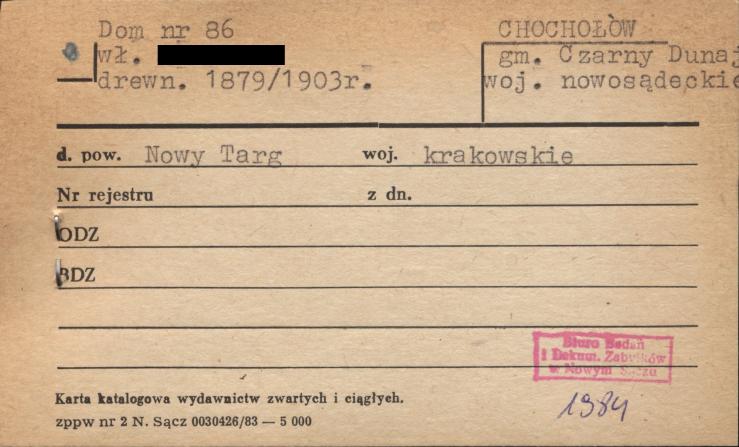 Dom nr 86
wł.
drewn. 1879/1903r.
CHOCHOŁÓW
gm. Czarny Dunaj
woj. nowosądeckie
d. pow. Nowy Targ woj. krakowskie
Nr rejestru z dn.
ODZ
BDZ
Biuro Badań
i Dokum. Zabytków
w Nowym Sączu
1984
Karta katalogowa wydawnictw zwartych i ciągłych.
zppw nr 2 N. Sącz 0030426/83 — 5 000